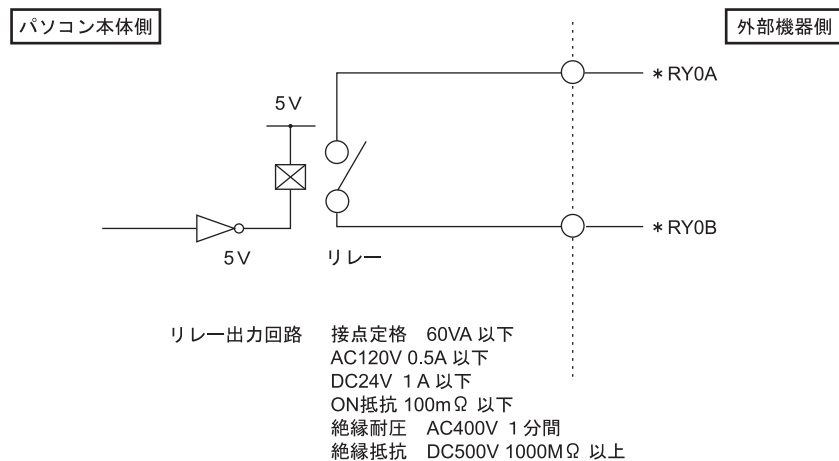 パソコン本体側
外部機器側
＊RY0A
5V
＊RY0B
5V
リレー
リレー出力回路　接点定格　60VA 以下
AC120V 0.5A 以下
DC24V 1A 以下
ON抵抗 100mΩ 以下
絶縁耐圧　AC400V 1分間
絶縁抵抗　DC500V 1000MΩ 以上